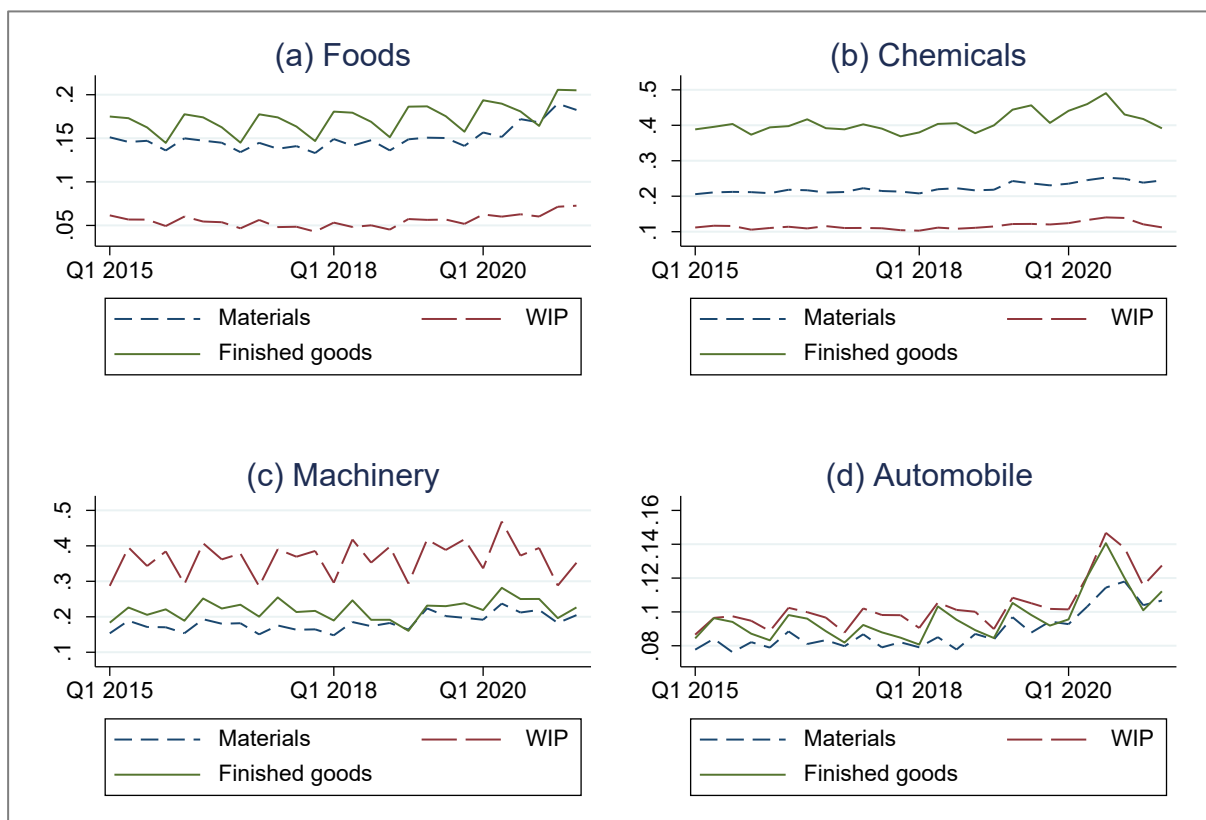 (a) Foods
.2
.15
.1
.05
Q1 2015 Q1 2018 Q1 2020
Materials WIP
Finished goods
(b) Chemicals
.5
.4
.3
.2
.1
Q1 2015 Q1 2018 Q1 2020
Materials WIP
Finished goods
(c) Machinery
.5
.4
.3
.2
.1
Q1 2015 Q1 2018 Q1 2020
Materials WIP
Finished goods
(d) Automobile
.16
.14
.12
.1
.08
Q1 2015 Q1 2018 Q1 2020
Materials WIP
Finished goods